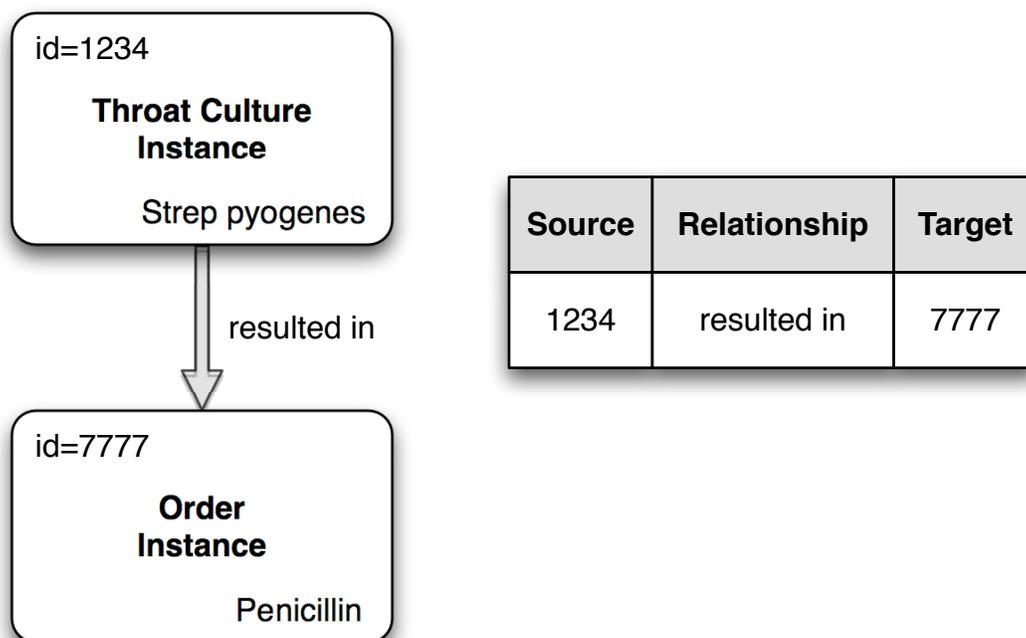 id=1234
Throat Culture
Instance
Strep pyogenes
resulted in
id=7777
Order
Instance
Penicillin
Source Relationship Target
1234 resulted in 7777